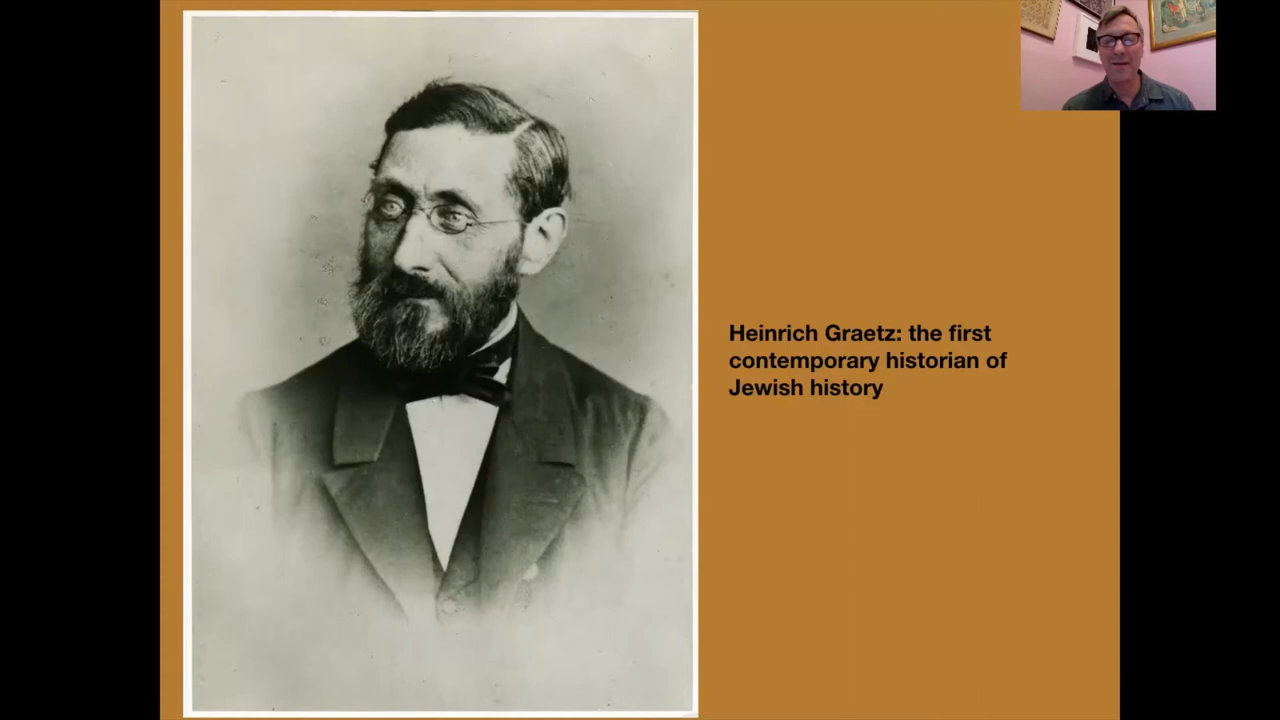 Heinrich Graetz: the first
contemporary historian of
Jewish history